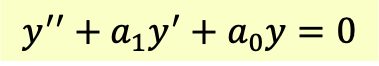 y′′ + a₁y′ + a₀y = 0